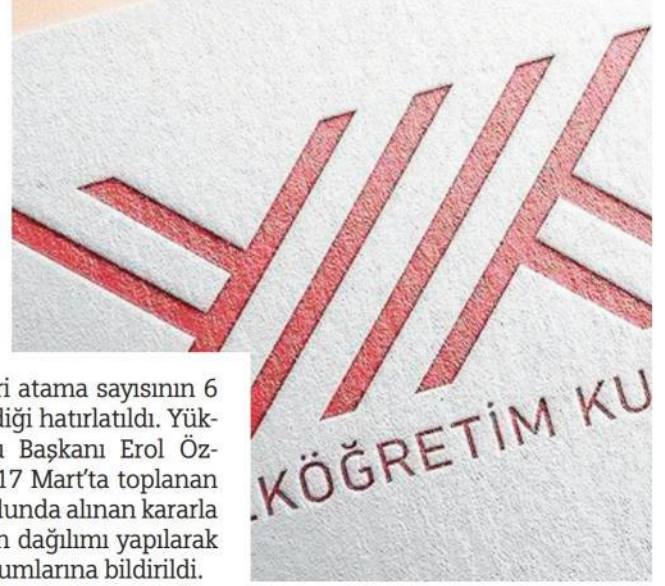 ri atama sayısının 6
diği hatırlatıldı. Yük-
Başkanı Erol Öz-
17 Mart'ta toplanan
lunda alınan kararla
n dağılımı yapılarak
umlarına bildirildi.
KÖĞRETİM KU